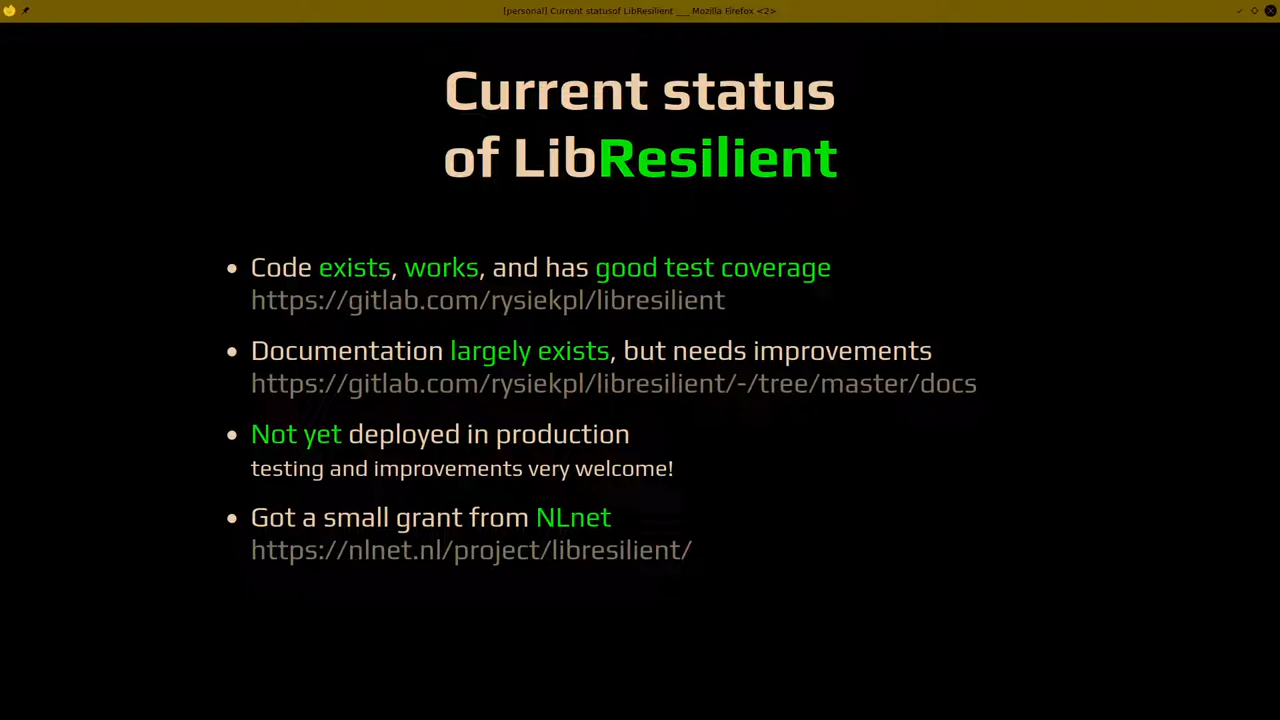 [personal] Current statusof LibResilient ___ Mozilla Firefox <2>
Current status
of LibResilient
• Code exists, works, and has good test coverage
https://gitlab.com/rysiekpl/libresilient
• Documentation largely exists, but needs improvements
https://gitlab.com/rysiekpl/libresilient/-/tree/master/docs
• Not yet deployed in production
testing and improvements very welcome!
• Got a small grant from NLnet
https://nlnet.nl/project/libresilient/